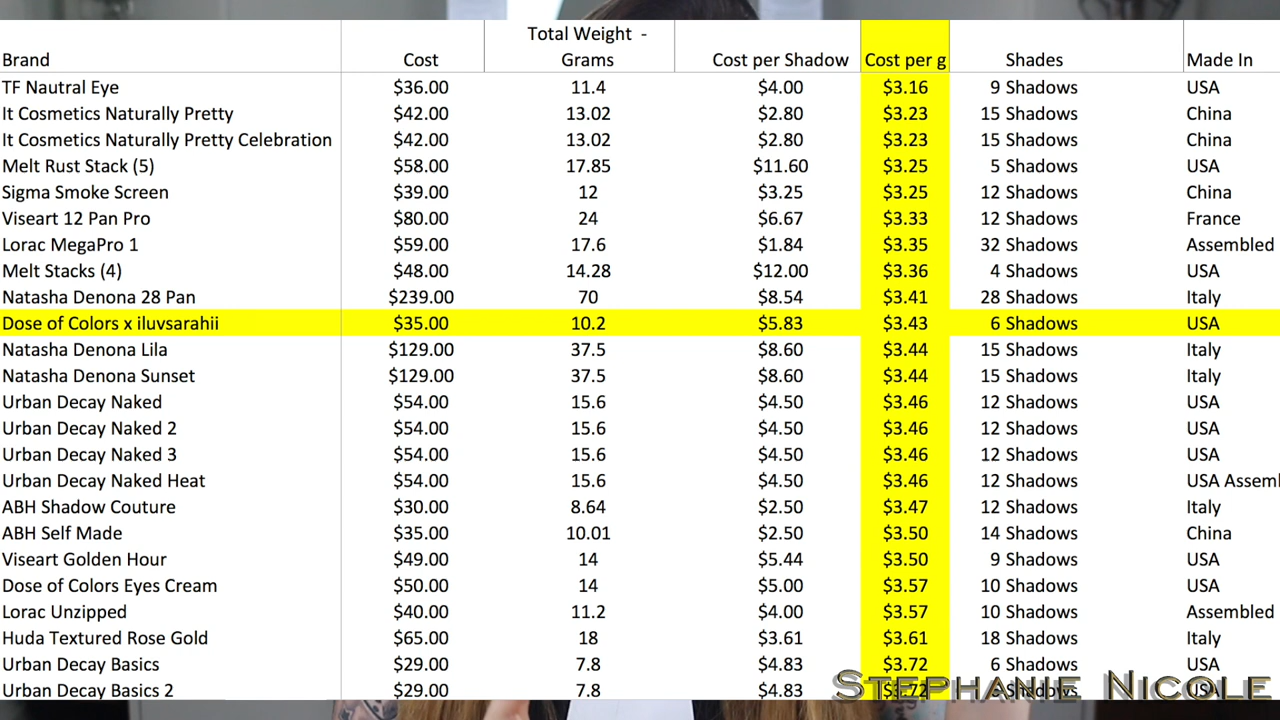 Total Weight -
Brand Cost Grams Cost per Shadow Cost per g Shades Made In
TF Nautral Eye $36.00 11.4 $4.00 $3.16 9 Shadows USA
It Cosmetics Naturally Pretty $42.00 13.02 $2.80 $3.23 15 Shadows China
It Cosmetics Naturally Pretty Celebration $42.00 13.02 $2.80 $3.23 15 Shadows China
Melt Rust Stack (5) $58.00 17.85 $11.60 $3.25 5 Shadows USA
Sigma Smoke Screen $39.00 12 $3.25 $3.25 12 Shadows China
Viseart 12 Pan Pro $80.00 24 $6.67 $3.33 12 Shadows France
Lorac MegaPro 1 $59.00 17.6 $1.84 $3.35 32 Shadows Assembled
Melt Stacks (4) $48.00 14.28 $12.00 $3.36 4 Shadows USA
Natasha Denona 28 Pan $239.00 70 $8.54 $3.41 28 Shadows Italy
Dose of Colors x iluvsarahii $35.00 10.2 $5.83 $3.43 6 Shadows USA
Natasha Denona Lila $129.00 37.5 $8.60 $3.44 15 Shadows Italy
Natasha Denona Sunset $129.00 37.5 $8.60 $3.44 15 Shadows Italy
Urban Decay Naked $54.00 15.6 $4.50 $3.46 12 Shadows USA
Urban Decay Naked 2 $54.00 15.6 $4.50 $3.46 12 Shadows USA
Urban Decay Naked 3 $54.00 15.6 $4.50 $3.46 12 Shadows USA
Urban Decay Naked Heat $54.00 15.6 $4.50 $3.46 12 Shadows USA Assem
ABH Shadow Couture $30.00 8.64 $2.50 $3.47 12 Shadows Italy
ABH Self Made $35.00 10.01 $2.50 $3.50 14 Shadows China
Viseart Golden Hour $49.00 14 $5.44 $3.50 9 Shadows USA
Dose of Colors Eyes Cream $50.00 14 $5.00 $3.57 10 Shadows USA
Lorac Unzipped $40.00 11.2 $4.00 $3.57 10 Shadows Assembled
Huda Textured Rose Gold $65.00 18 $3.61 $3.61 18 Shadows Italy
Urban Decay Basics $29.00 7.8 $4.83 $3.72 6 Shadows USA
Urban Decay Basics 2 $29.00 7.8 $4.83
STEPHANIE NICOLE